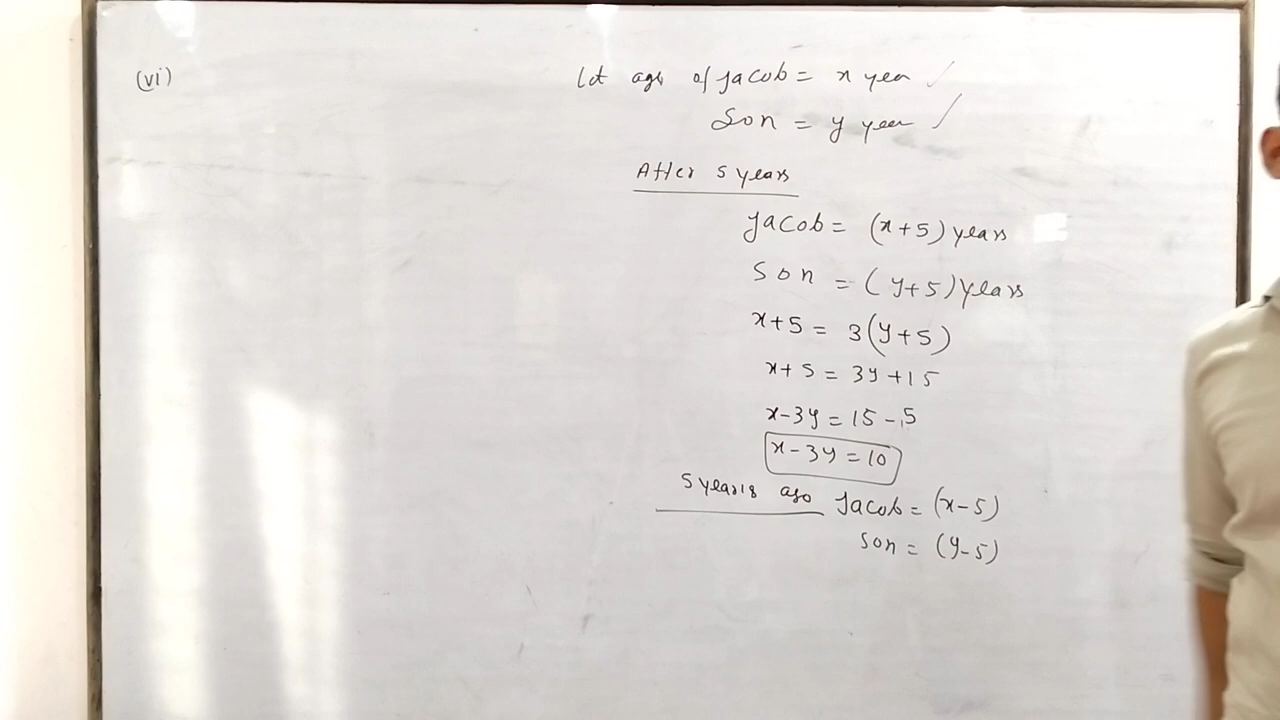 (vi)
let age of Jacob = x year
Son = y year
After 5 years
Jacob = (x+5) years
Son = (y+5) years
x+5 = 3(y+5)
x+5 = 3y+15
x-3y = 15-5
x-3y = 10
5 years ago Jacob = (x-5)
son = (y-5)